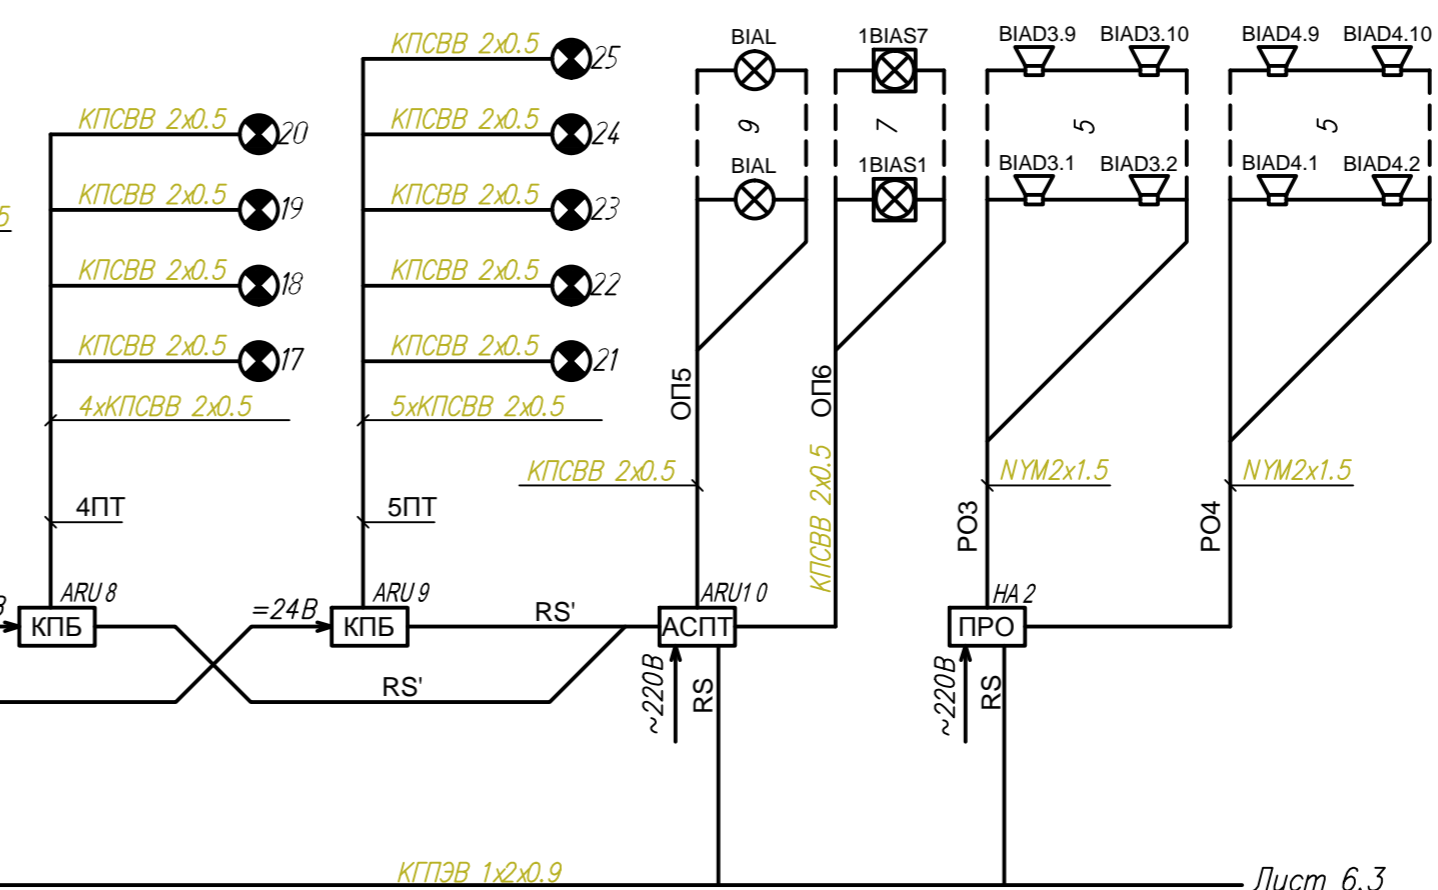 КПСВВ 2х0.5
25
BIAL
1BIAS7
BIAD3.9
BIAD3.10
BIAD4.9
BIAD4.10
КПСВВ 2х0.5
20
КПСВВ 2х0.5
24
9
7
5
5
КПСВВ 2х0.5
19
КПСВВ 2х0.5
23
BIAL
1BIAS1
BIAD3.1
BIAD3.2
BIAD4.1
BIAD4.2
5
КПСВВ 2х0.5
18
КПСВВ 2х0.5
22
КПСВВ 2х0.5
17
КПСВВ 2х0.5
21
4хКПСВВ 2х0.5
5хКПСВВ 2х0.5
ОП5
ОП6
КПСВВ 2х0.5
КПСВВ 2х0.5
NYM2x1.5
NYM2x1.5
4ПТ
5ПТ
РО3
РО4
В
ARU 8
=24В
ARU 9
ARU10
НА 2
КПБ
КПБ
RS'
АСПТ
ПРО
RS'
~220В
RS
~220В
RS
КГПЭВ 1х2х0.9
Лист 6.3